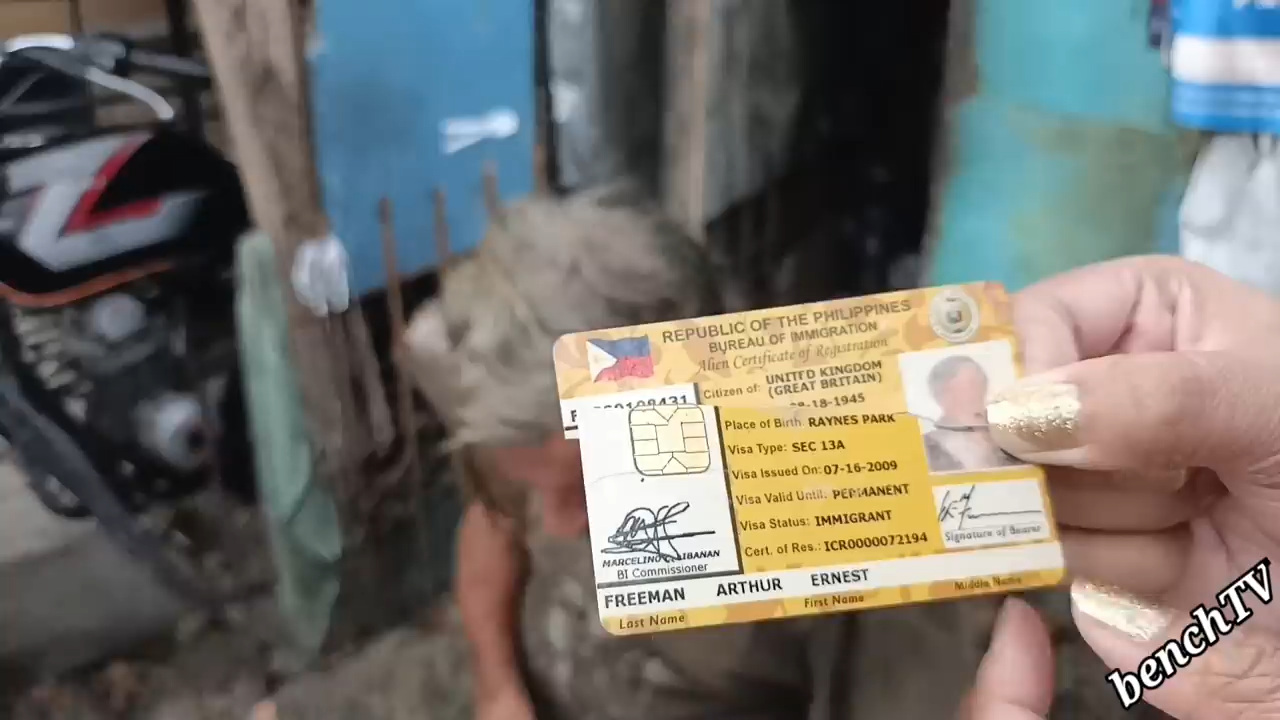 REPUBLIC OF THE PHILIPPINES
BUREAU OF IMMIGRATION
Alien Certificate of Registration
Citizen of: UNITED KINGDOM
(GREAT BRITAIN)
-18-1945
Place of Birth: RAYNES PARK
Visa Type: SEC 13A
Visa Issued On: 07-16-2009
Visa Valid Until: PERMANENT
Visa Status: IMMIGRANT
Cert. of Res.: ICR0000072194
Signature of Bearer
MARCELINO C. LIBANAN
BI Commissioner
FREEMAN ARTHUR ERNEST
Last Name First Name Middle Name
benchTV